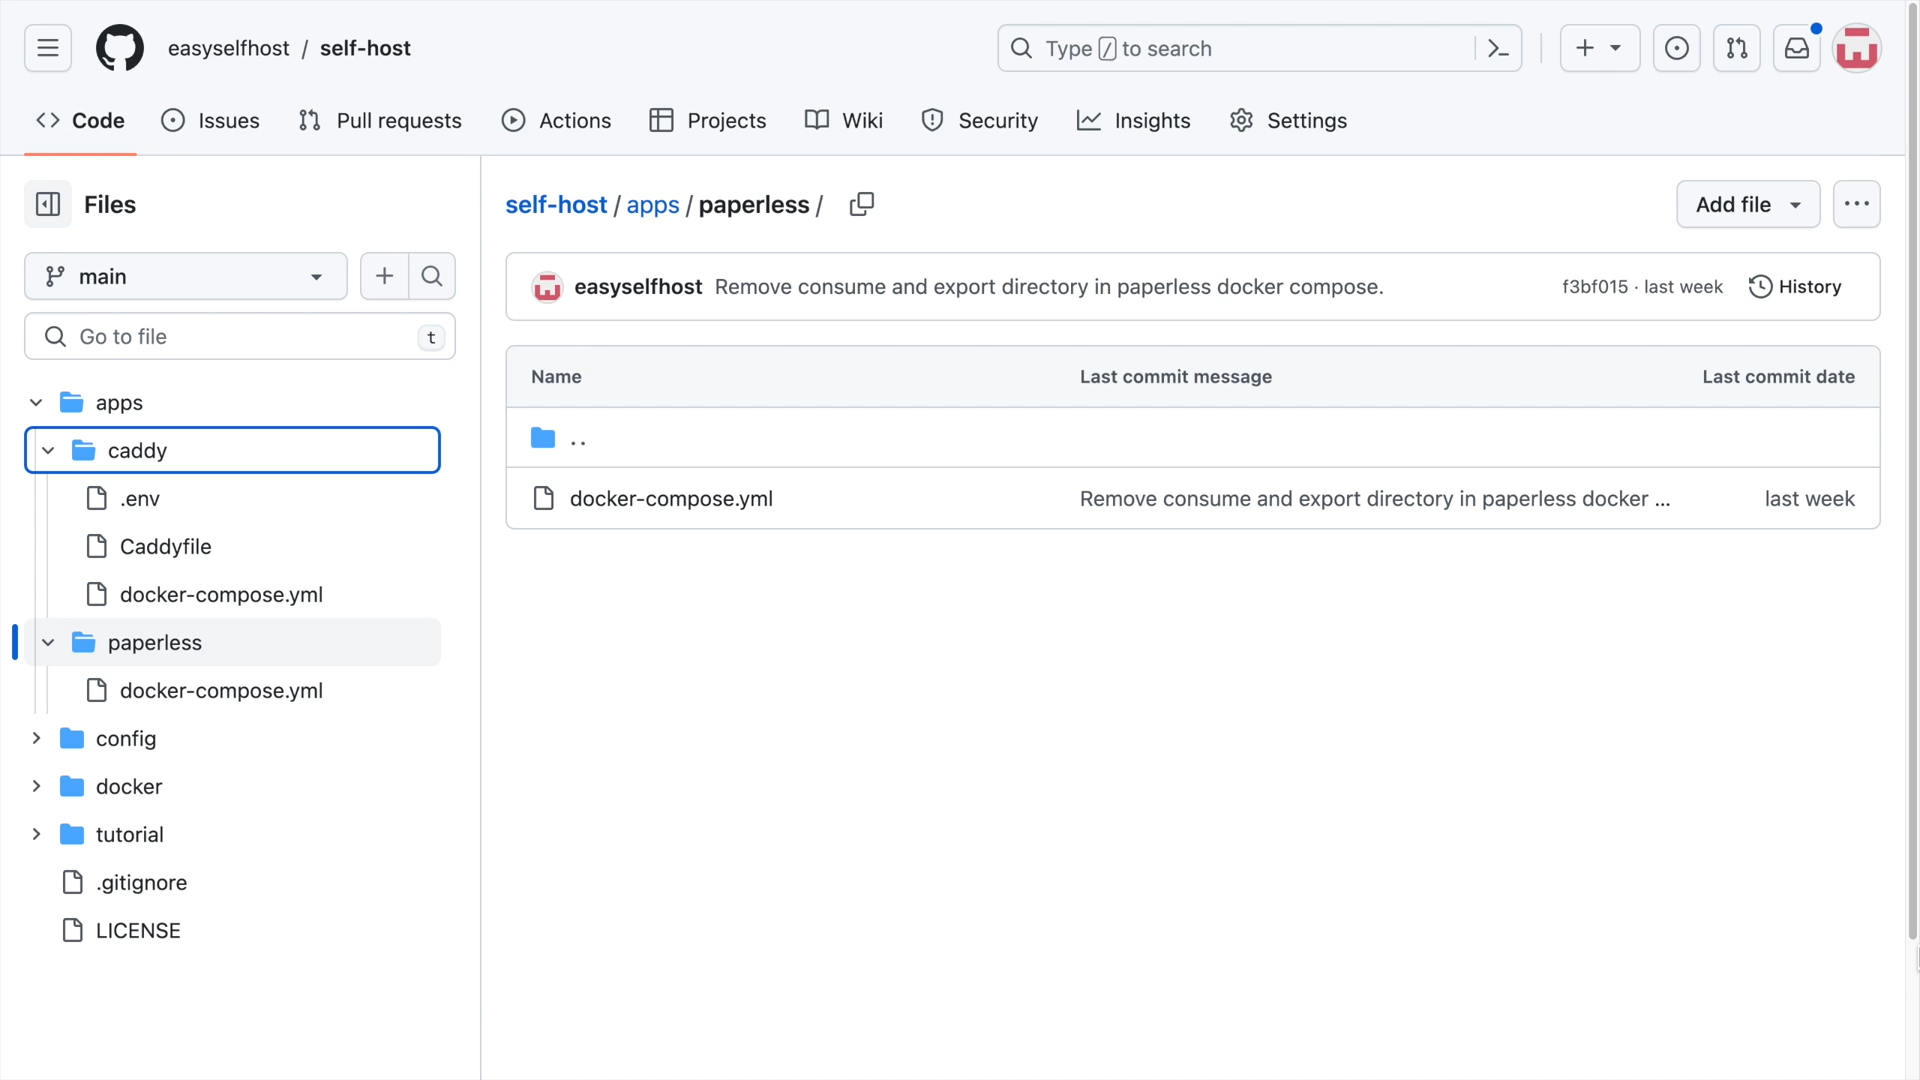 easyselfhost / self-host
Type / to search
Code
Issues
Pull requests
Actions
Projects
Wiki
Security
Insights
Settings
Files
main
Go to file
t
apps
caddy
.env
Caddyfile
docker-compose.yml
paperless
docker-compose.yml
config
docker
tutorial
.gitignore
LICENSE
self-host / apps / paperless /
Add file
easyselfhost Remove consume and export directory in paperless docker compose.
f3bf015 · last week
History
Name Last commit message Last commit date
..
docker-compose.yml Remove consume and export directory in paperless docker ... last week